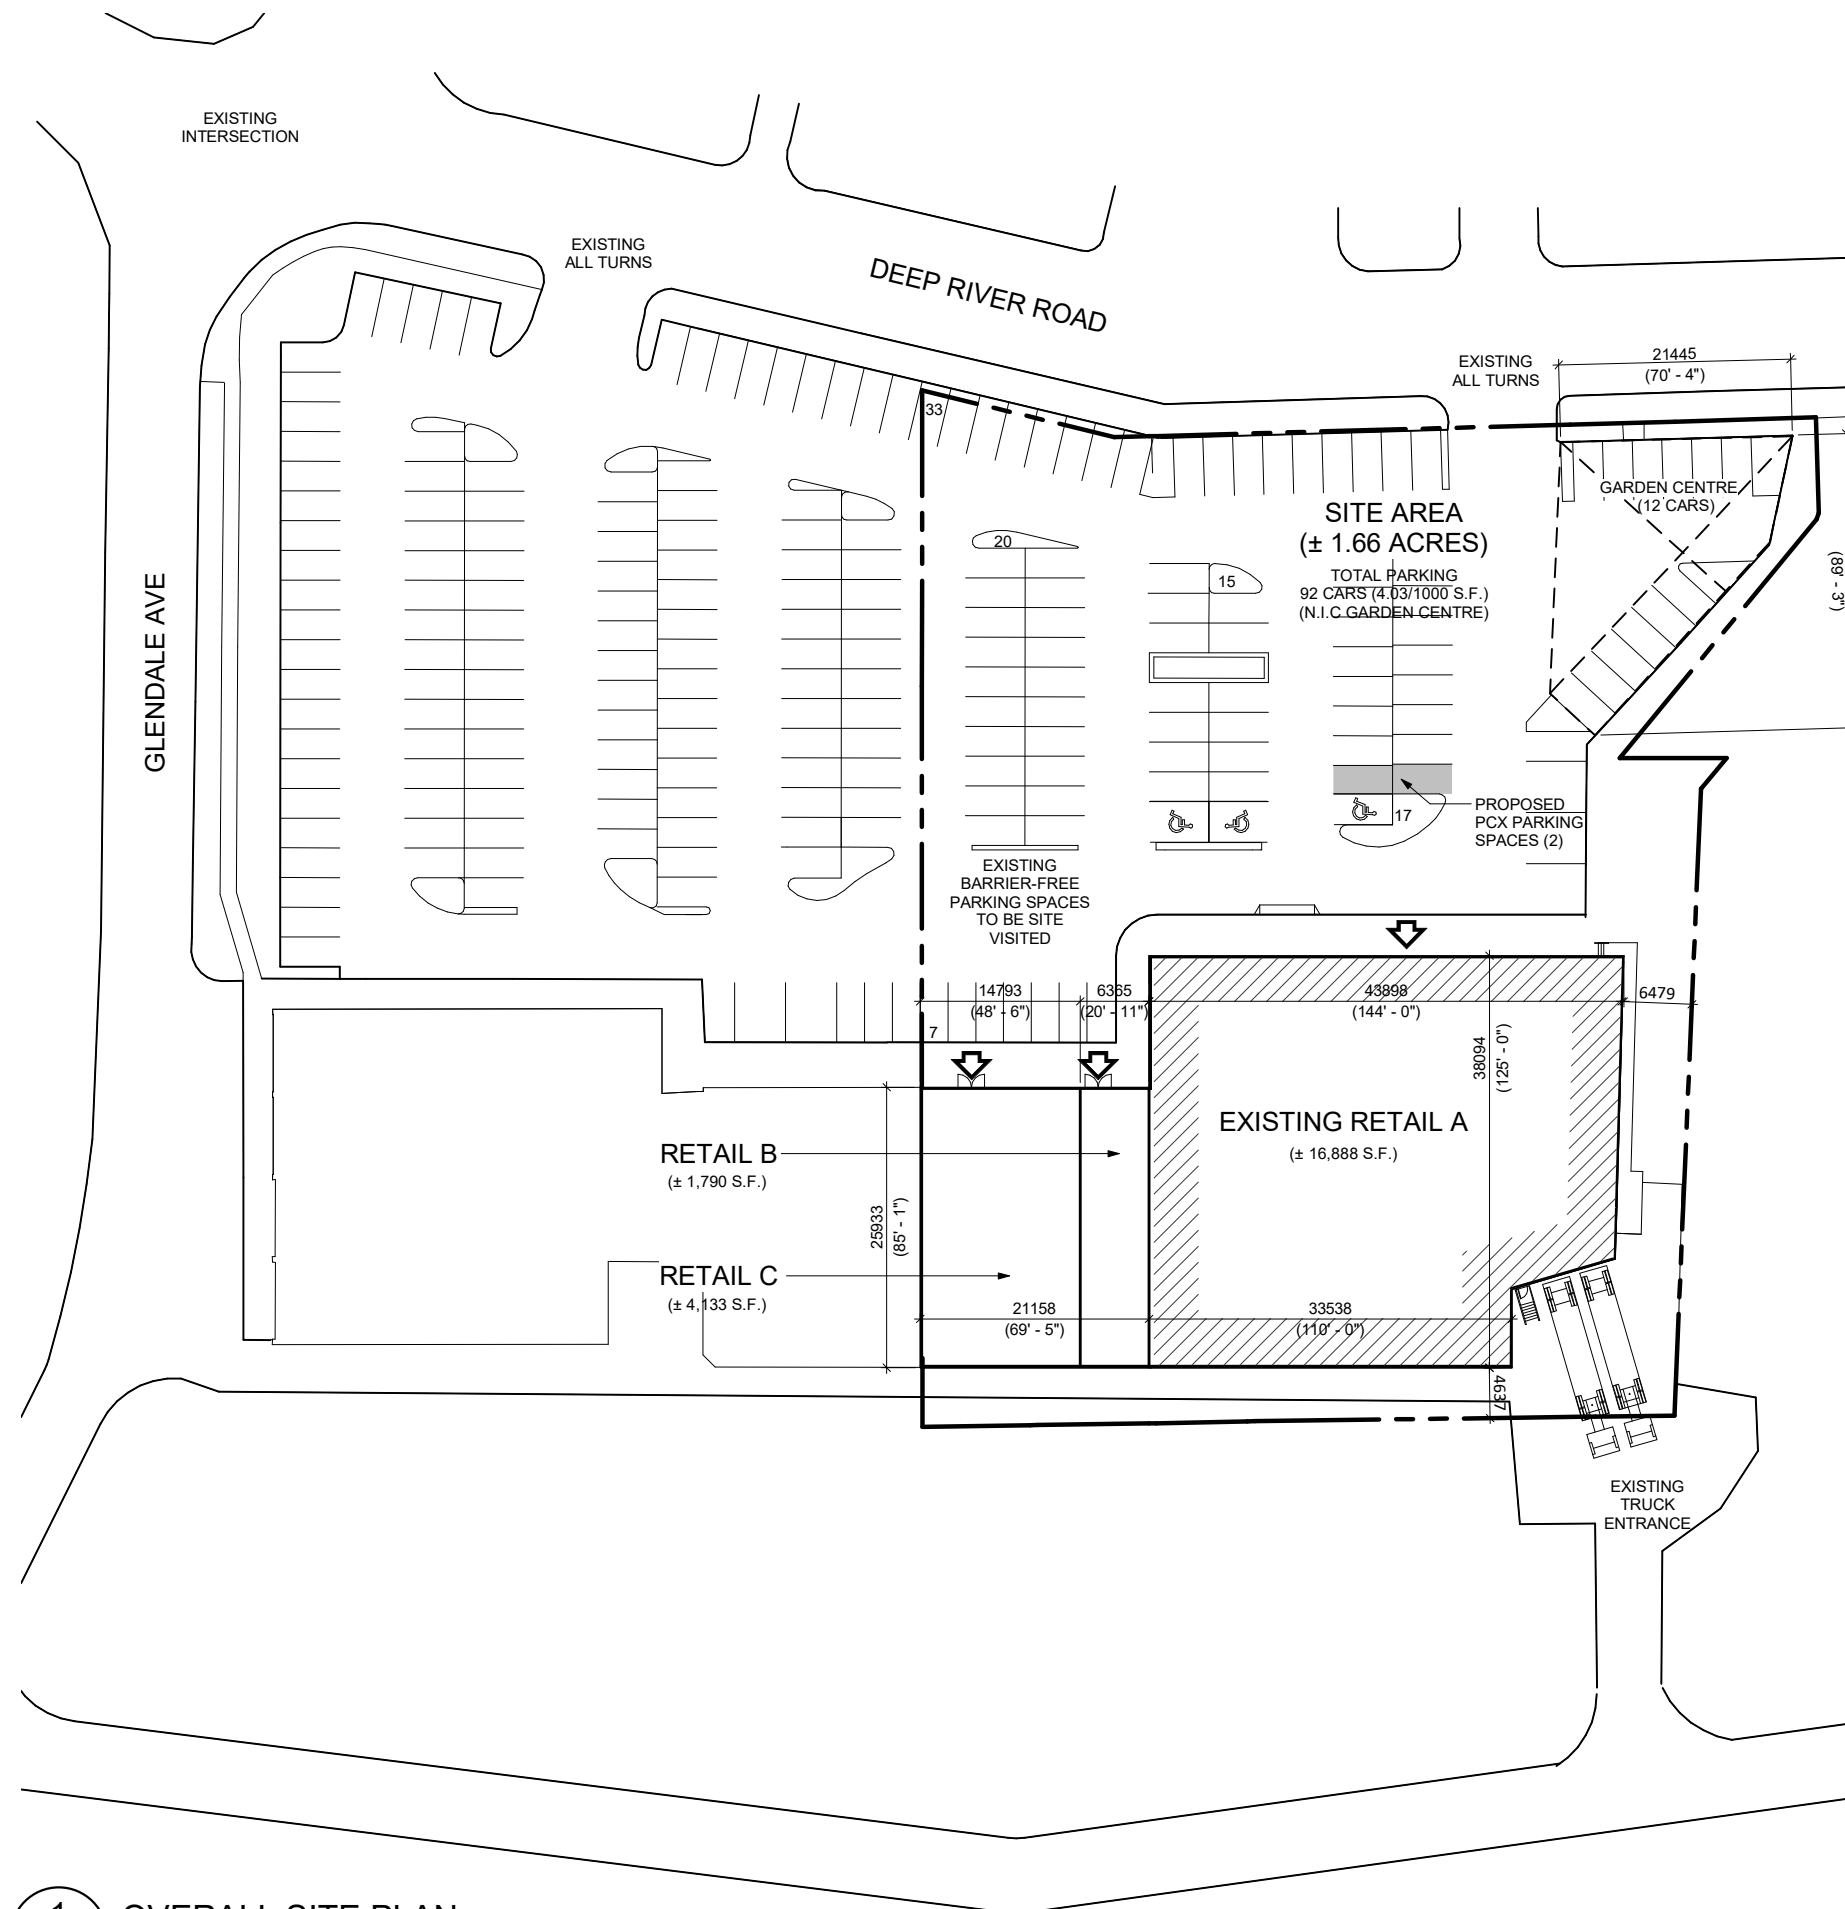 EXISTING
INTERSECTION
EXISTING
ALL TURNS
DEEP RIVER ROAD
EXISTING
ALL TURNS
21445
(70' - 4")
33
GARDEN CENTRE
(12 CARS)
SITE AREA
(± 1.66 ACRES)
TOTAL PARKING
92 CARS (4.03/1000 S.F.)
(N.I.C GARDEN CENTRE)
20
15
(89' - 3")
GLENDALE AVE
17
PROPOSED
PCX PARKING
SPACES (2)
EXISTING
BARRIER-FREE
PARKING SPACES
TO BE SITE
VISITED
14793
(48' - 6")
6365
(20' - 11")
43898
(144' - 0")
6479
7
38094
(125' - 0")
EXISTING RETAIL A
(± 16,888 S.F.)
RETAIL B
(± 1,790 S.F.)
25933
(85' - 1")
RETAIL C
(± 4,133 S.F.)
21158
(69' - 5")
33538
(110' - 0")
4637
EXISTING
TRUCK
ENTRANCE
1
OVERALL SITE PLAN